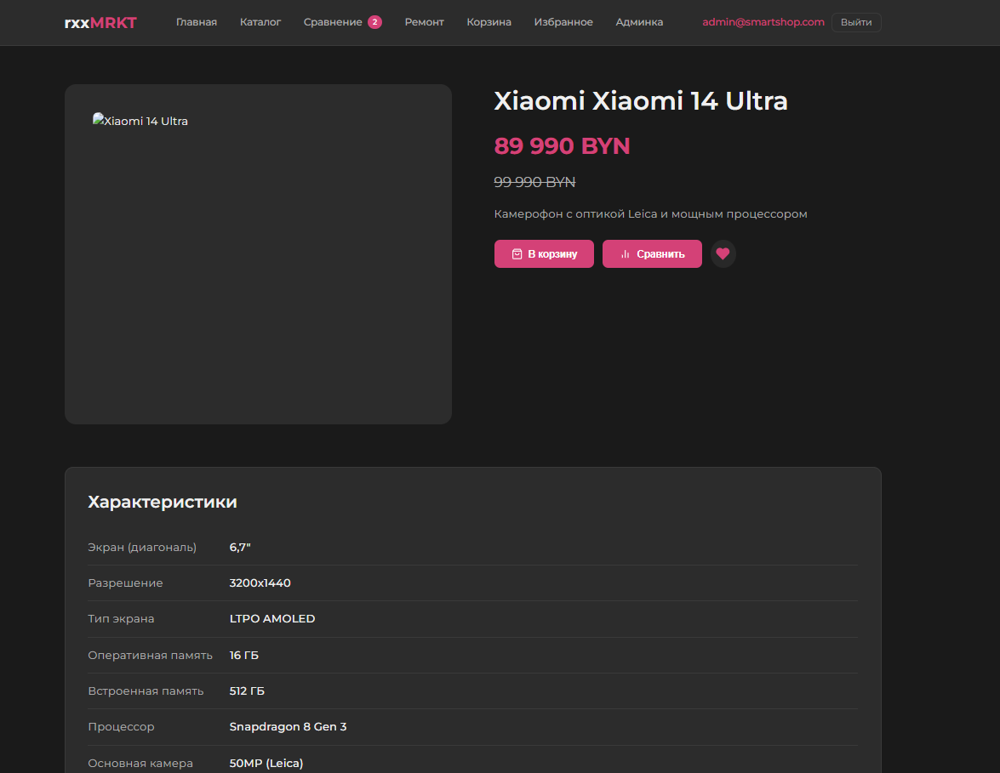 rxxMRKT Главная Каталог Сравнение 2 Ремонт Корзина Избранное Админка admin@smartshop.com Выйти
Xiaomi 14 Ultra
Xiaomi Xiaomi 14 Ultra
89 990 BYN
99 990 BYN
Камерофон с оптикой Leica и мощным процессором
В корзину Сравнить
Характеристики
Экран (диагональ) 6,7"
Разрешение 3200x1440
Тип экрана LTPO AMOLED
Оперативная память 16 ГБ
Встроенная память 512 ГБ
Процессор Snapdragon 8 Gen 3
Основная камера 50MP (Leica)